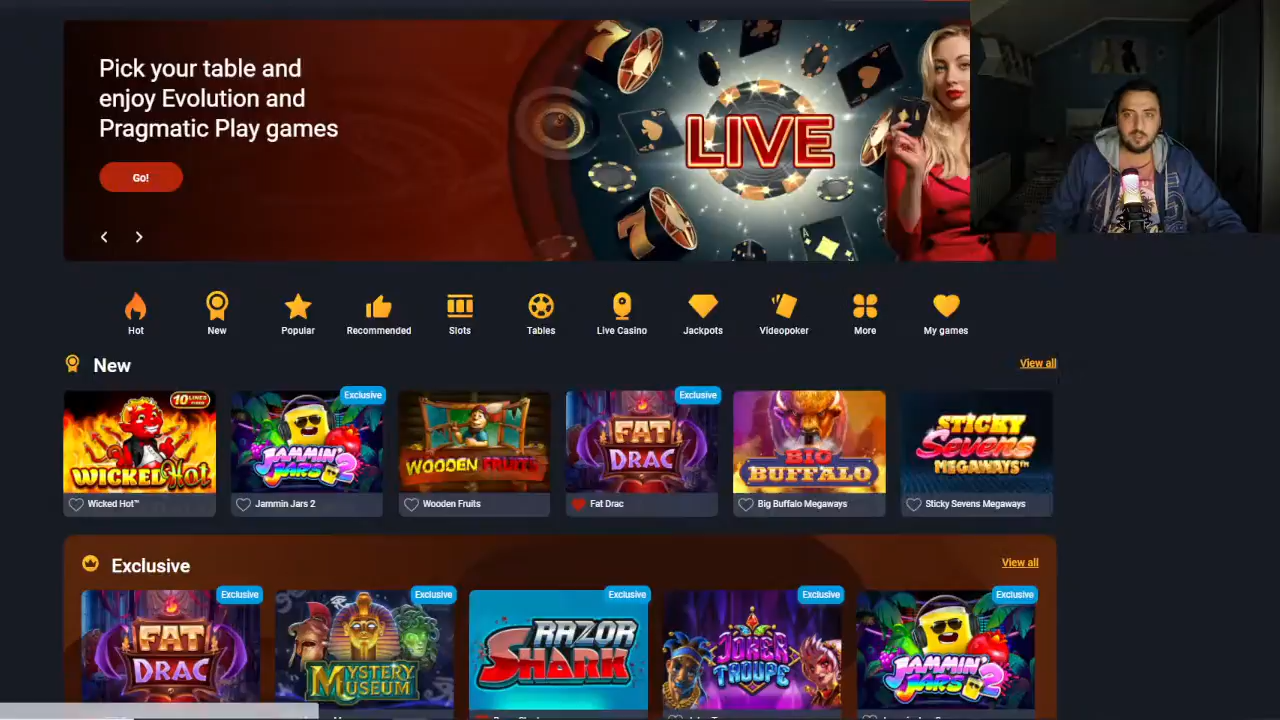 Pick your table and
enjoy Evolution and
Pragmatic Play games
Go!
LIVE
Hot
New
Popular
Recommended
Slots
Tables
Live Casino
Jackpots
Videopoker
More
My games
New
View all
10 LINES
WICKED HOT
Wicked Hot™
Exclusive
JAMMIN' JARS 2
Jammin Jars 2
WOODEN FRUITS
Wooden Fruits
Exclusive
FAT DRAC
Fat Drac
BIG BUFFALO
Big Buffalo Megaways
STICKY Sevens MEGAWAYS™
Sticky Sevens Megaways
Exclusive
View all
Exclusive
FAT DRAC
Exclusive
MYSTERY MUSEUM
Exclusive
RAZOR SHARK
Exclusive
JOKER TROUPE
Exclusive
JAMMIN' JARS 2